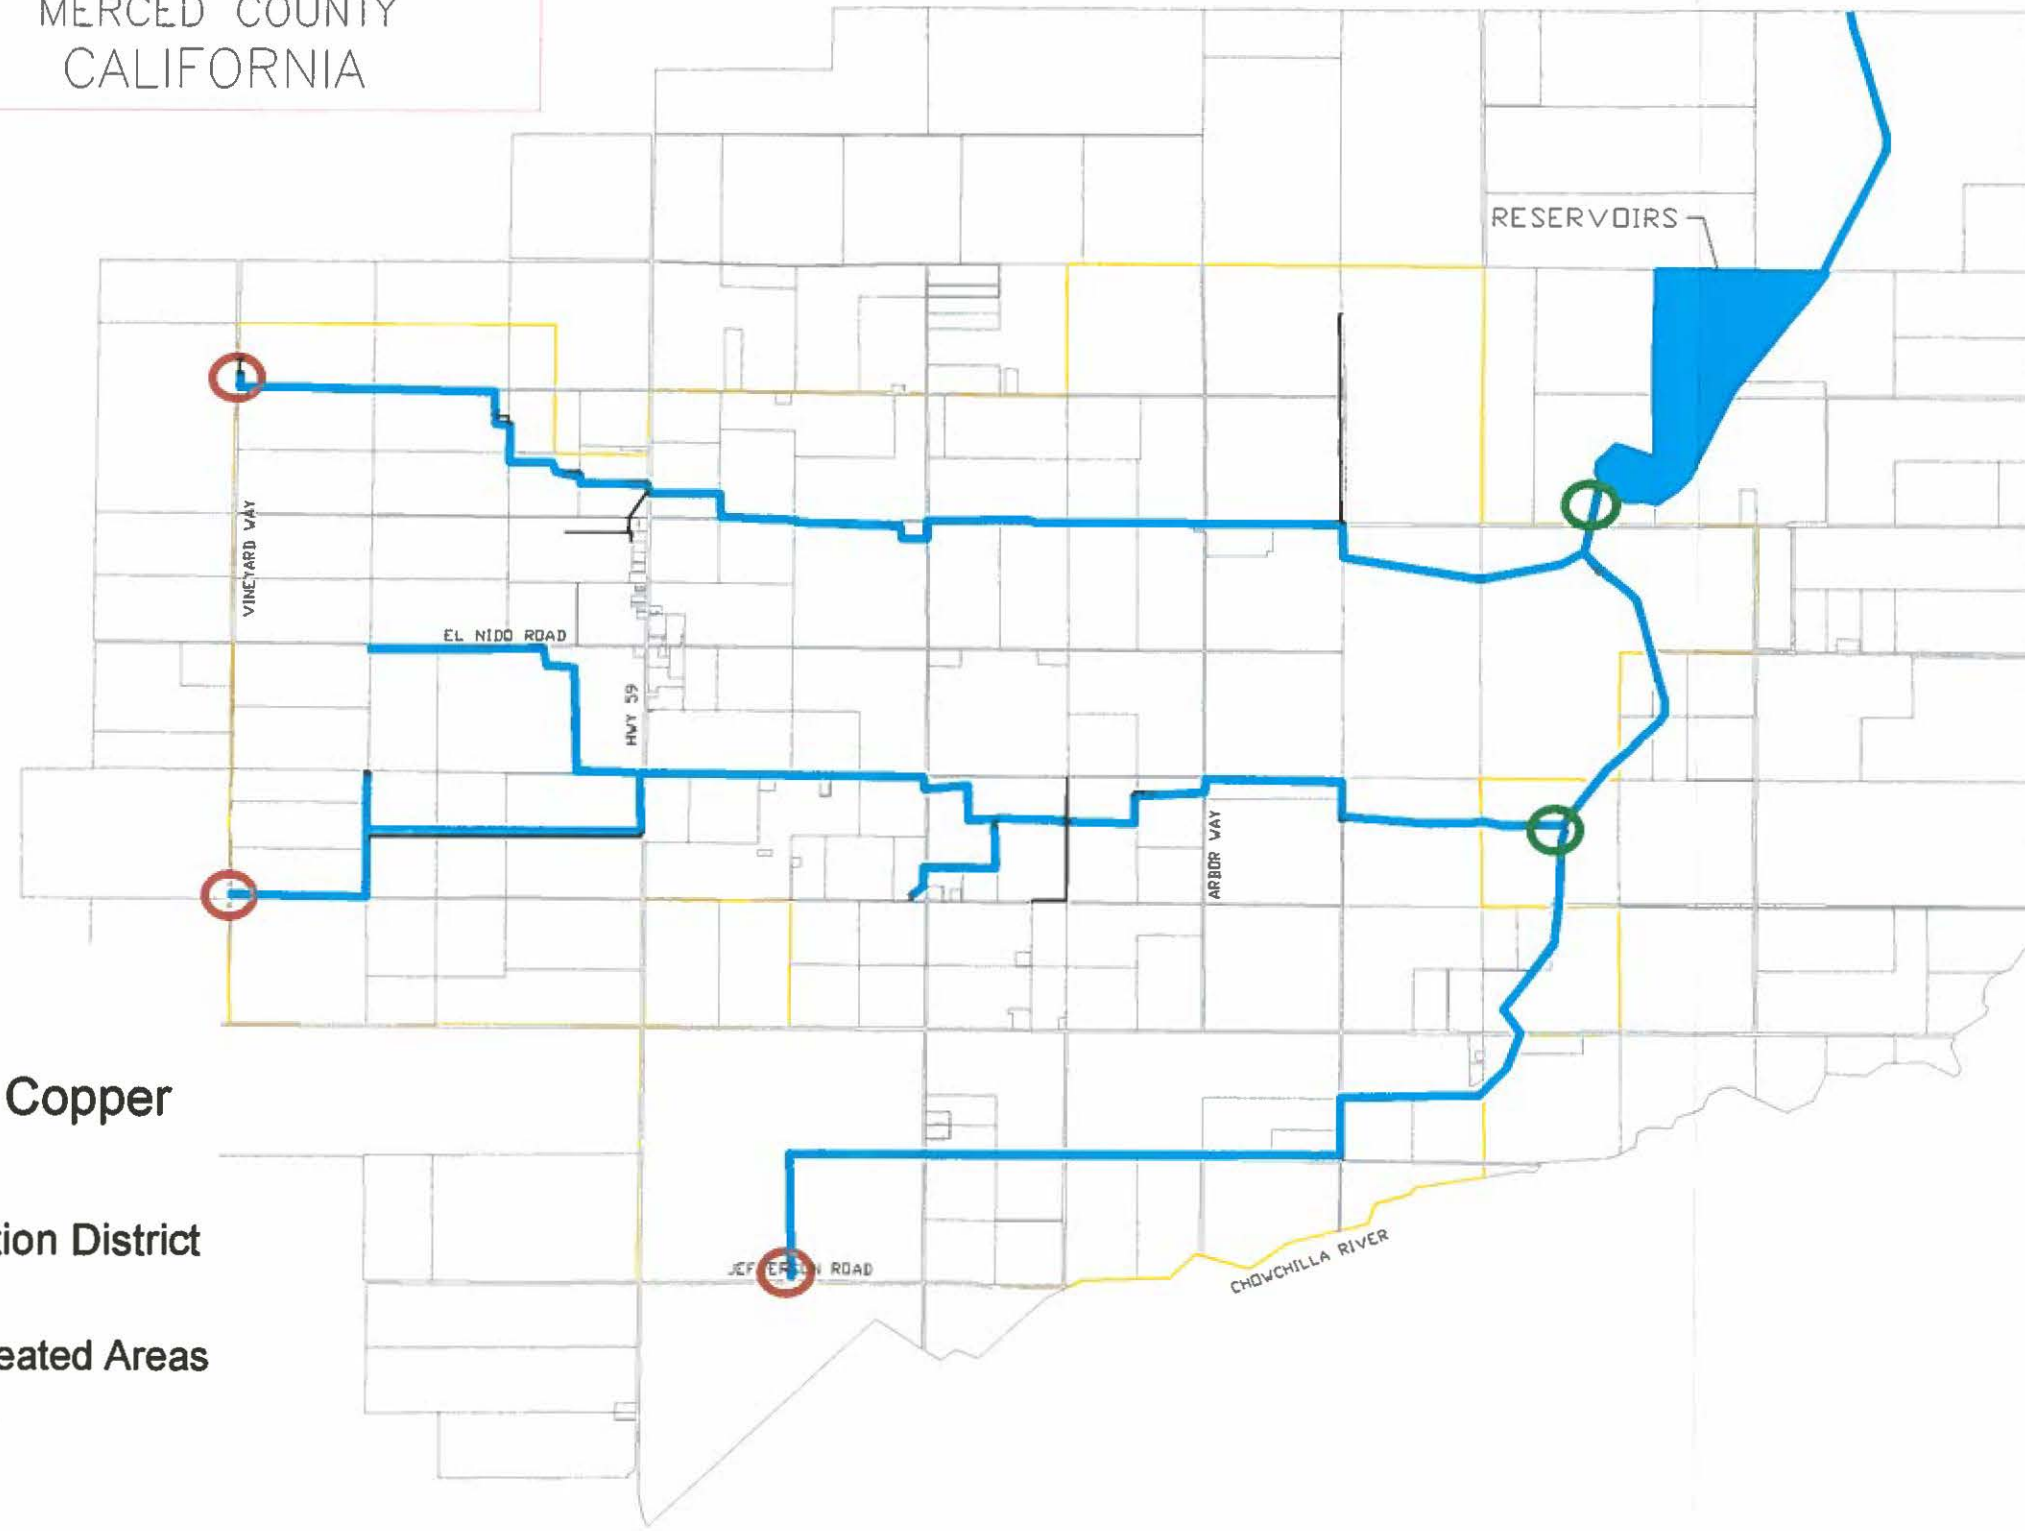 MERCED COUNTY
CALIFORNIA
RESERVOIRS
VINEYARD WAY
EL NIDO ROAD
HWY 59
ARBOR WAY
Copper
tion District
JEFFERSON ROAD
CHOWCHILLA RIVER
eated Areas